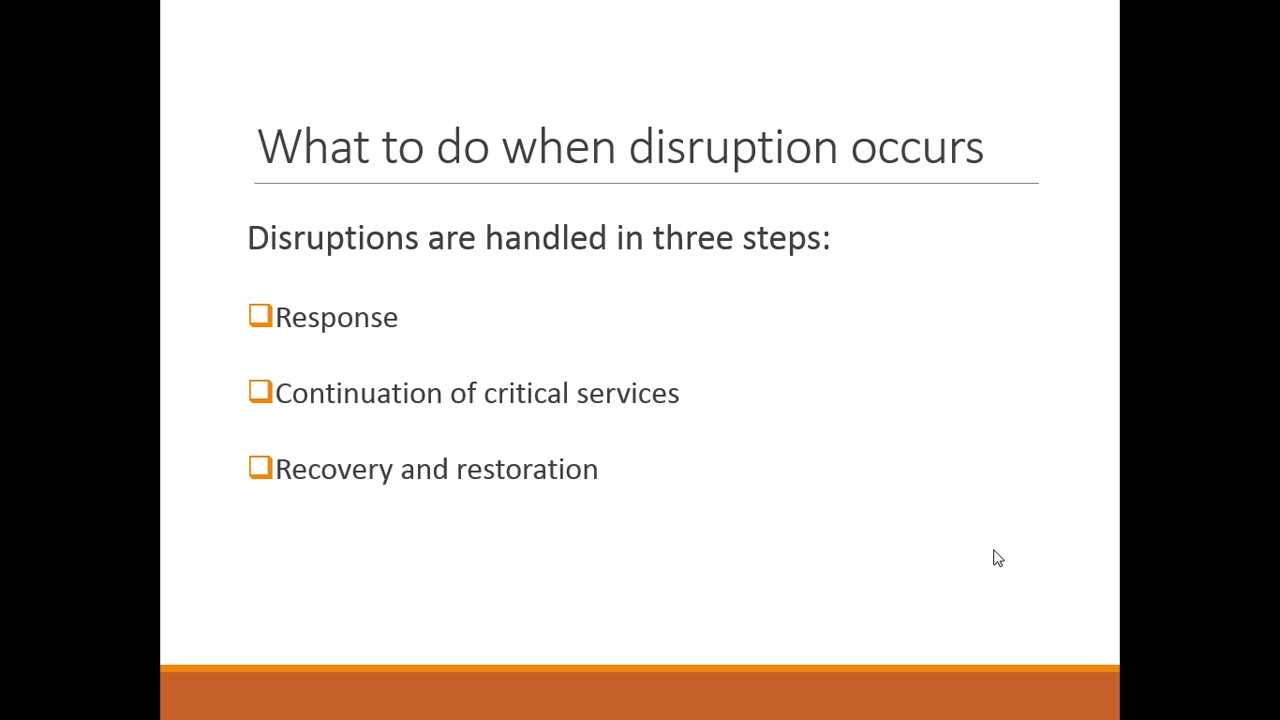 What to do when disruption occurs
Disruptions are handled in three steps:
Response
Continuation of critical services
Recovery and restoration